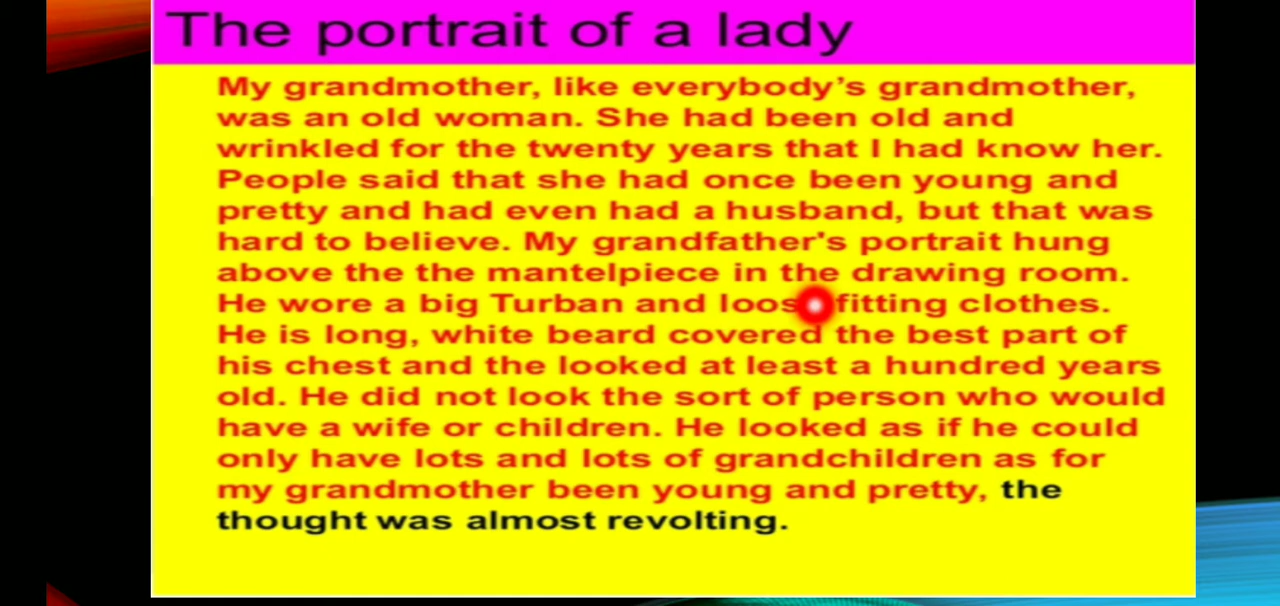 The portrait of a lady
My grandmother, like everybody's grandmother,
was an old woman. She had been old and
wrinkled for the twenty years that I had know her.
People said that she had once been young and
pretty and had even had a husband, but that was
hard to believe. My grandfather's portrait hung
above the the mantelpiece in the drawing room.
He wore a big Turban and loose fitting clothes.
He is long, white beard covered the best part of
his chest and the looked at least a hundred years
old. He did not look the sort of person who would
have a wife or children. He looked as if he could
only have lots and lots of grandchildren as for
my grandmother been young and pretty, the
thought was almost revolting.